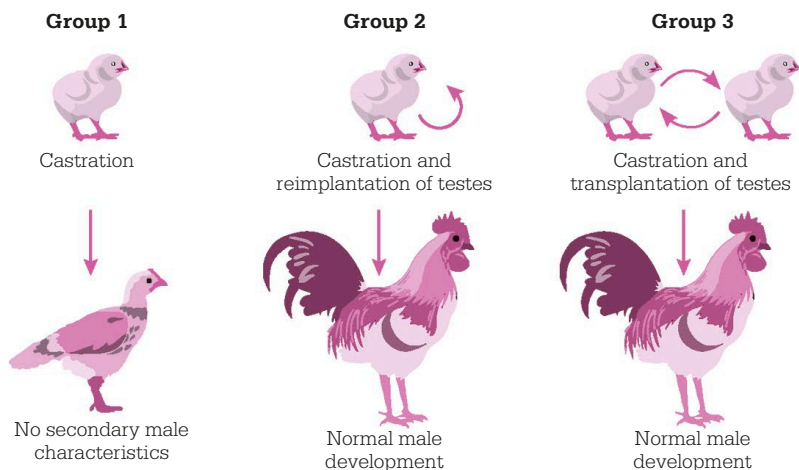 Group 1
Castration
No secondary male
characteristics
Group 2
Castration and
reimplantation of testes
Normal male
development
Group 3
Castration and
transplantation of testes
Normal male
development